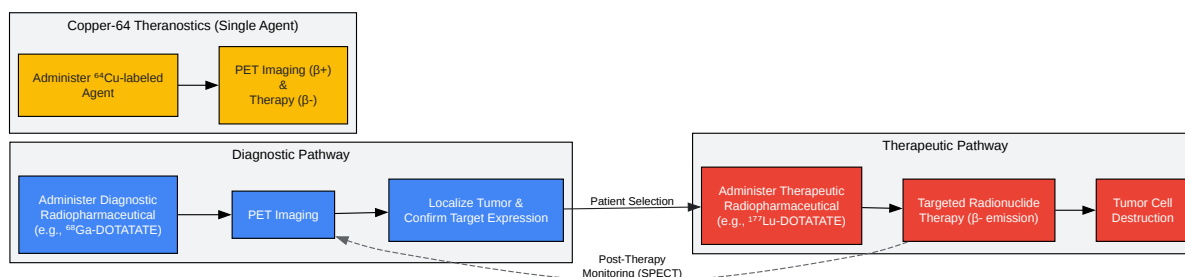 Copper-64 Theranostics (Single Agent)
Administer ⁶⁴Cu-labeled
Agent
PET Imaging (β+)
&
Therapy (β-)
Diagnostic Pathway
Administer Diagnostic
Radiopharmaceutical
(e.g., ⁶⁸Ga-DOTATATE)
PET Imaging
Localize Tumor &
Confirm Target Expression
Patient Selection
Therapeutic Pathway
Administer Therapeutic
Radiopharmaceutical
(e.g., ¹⁷⁷Lu-DOTATATE)
Targeted Radionuclide
Therapy (β- emission)
Tumor Cell
Destruction
Post-Therapy
Monitoring (SPECT)